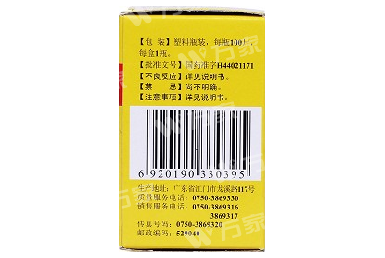 【包 装】塑料瓶装，每瓶100片
每盒1瓶。
【批准文号】国药准字H44021171
【不良反应】详见说明书。
【禁 忌】尚不明确。
【注意事项】详见说明书。
6 920190 330395
生产地址：广东省江门市龙溪路117号
质量服务电话：0750-3869330
销售服务电话：0750-3869316
3869317
传真号码：0750-3869320
邮政编码：
万家